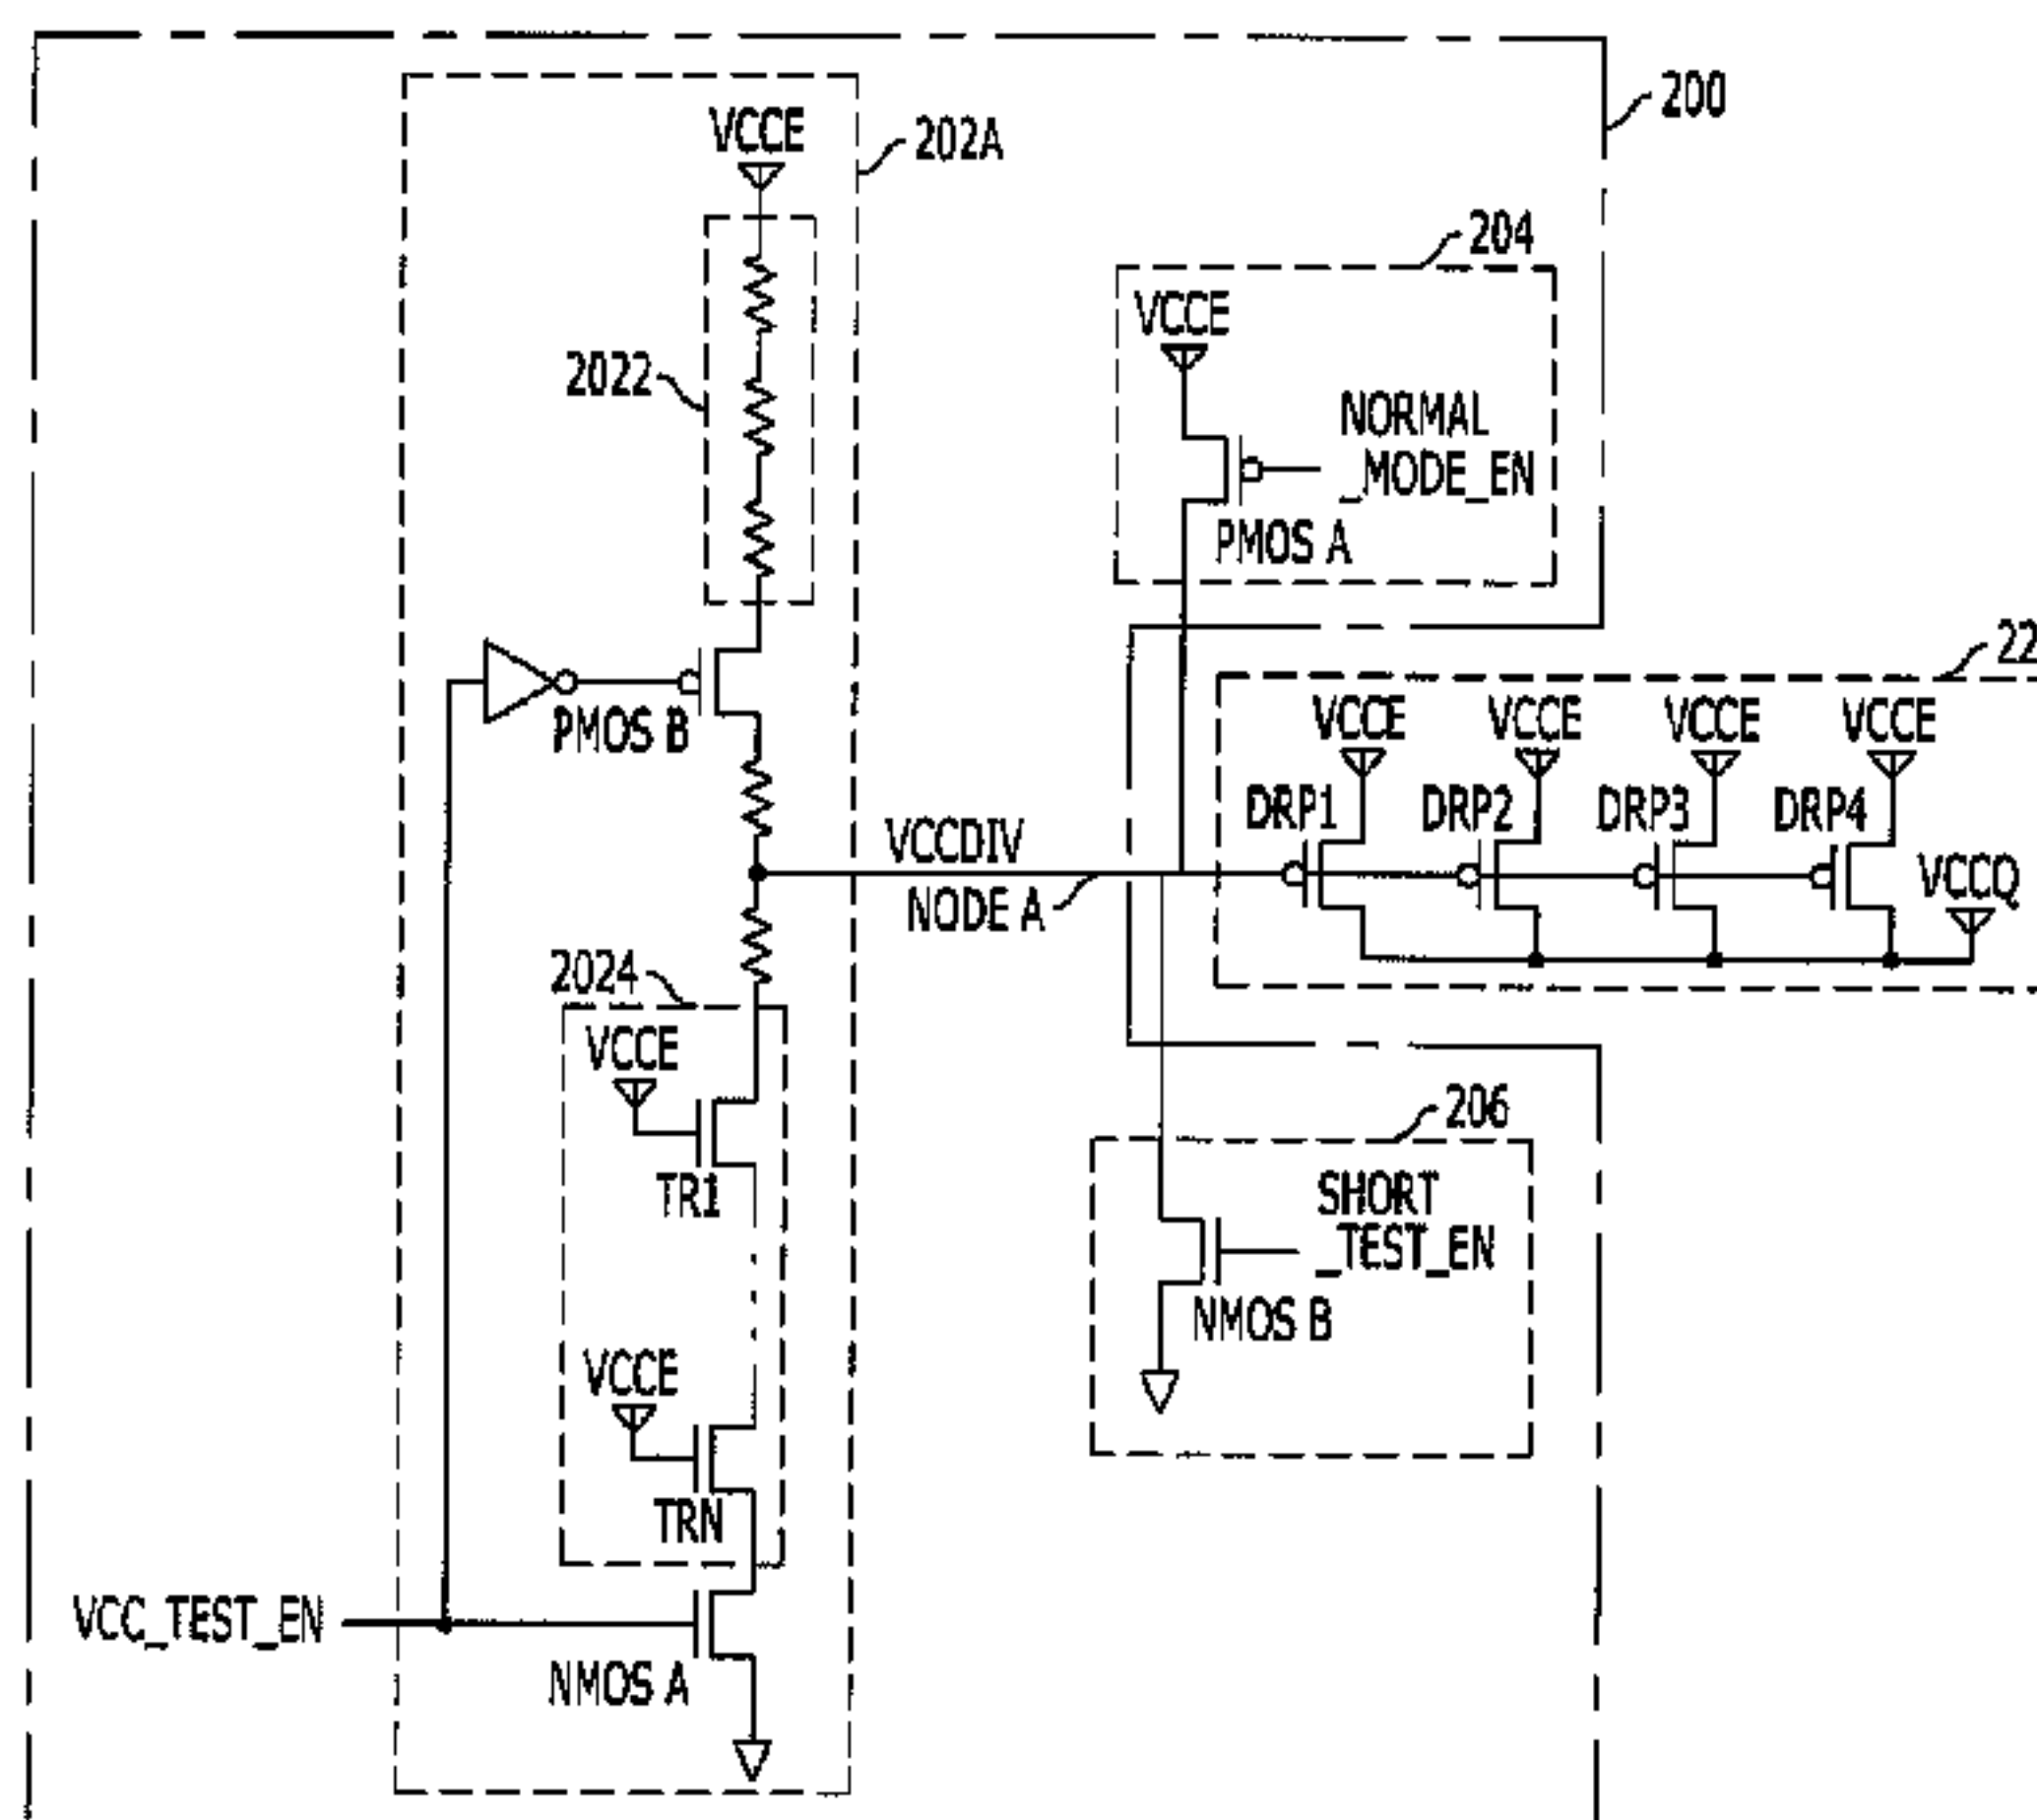 200
VCCE
202A
204
VCCE
2022
NORMAL
_MODE_EN
PMOS A
22
PMOS B
VCCE
VCCE
VCCE
VCCE
DRP1
DRP2
DRP3
DRP4
VCCDIV
VCCQ
NODE A
2024
VCCE
206
TR1
SHORT
_TEST_EN
NMOS B
VCCE
TRN
VCC_TEST_EN
NMOS A